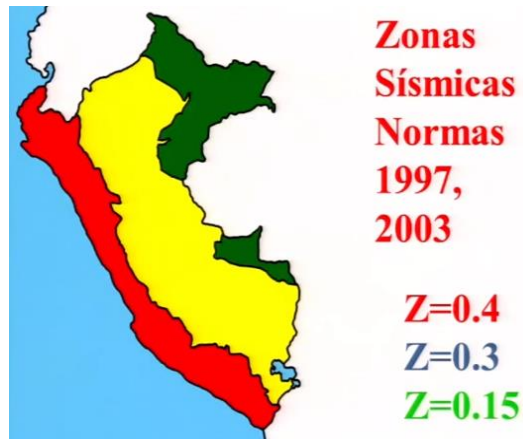 Zonas
Sísmicas
Normas
1997,
2003
Z=0.4
Z=0.3
Z=0.15